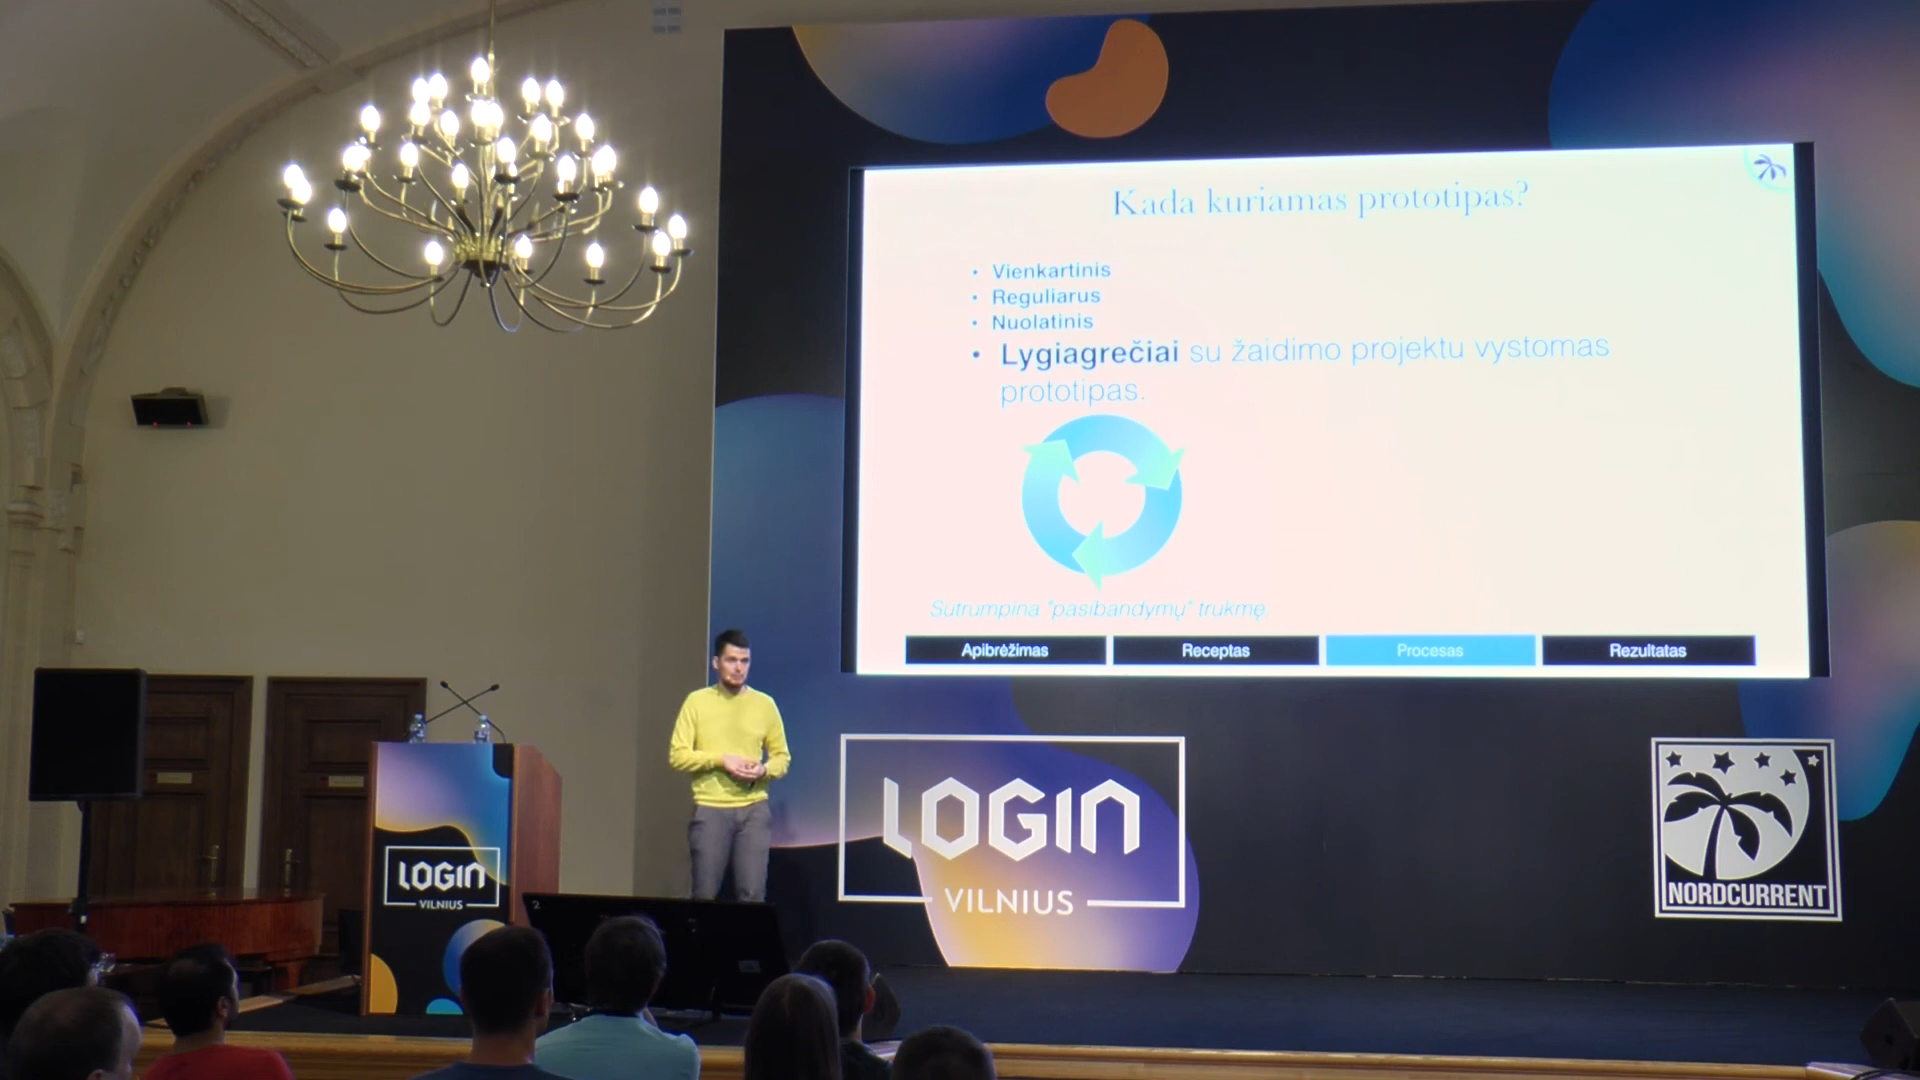 Kada kuriamas prototipas?
• Vienkartinis
• Reguliarus
• Nuolatinis
• Lygiagrečiai su žaidimo projektu vystomas
prototipas.
Sutrumpina "pasibandymų" trukmę.
Apibrėžimas
Receptas
Procesas
Rezultatas
LOGIN
VILNIUS
NORDCURRENT
LOGIN
VILNIUS
2